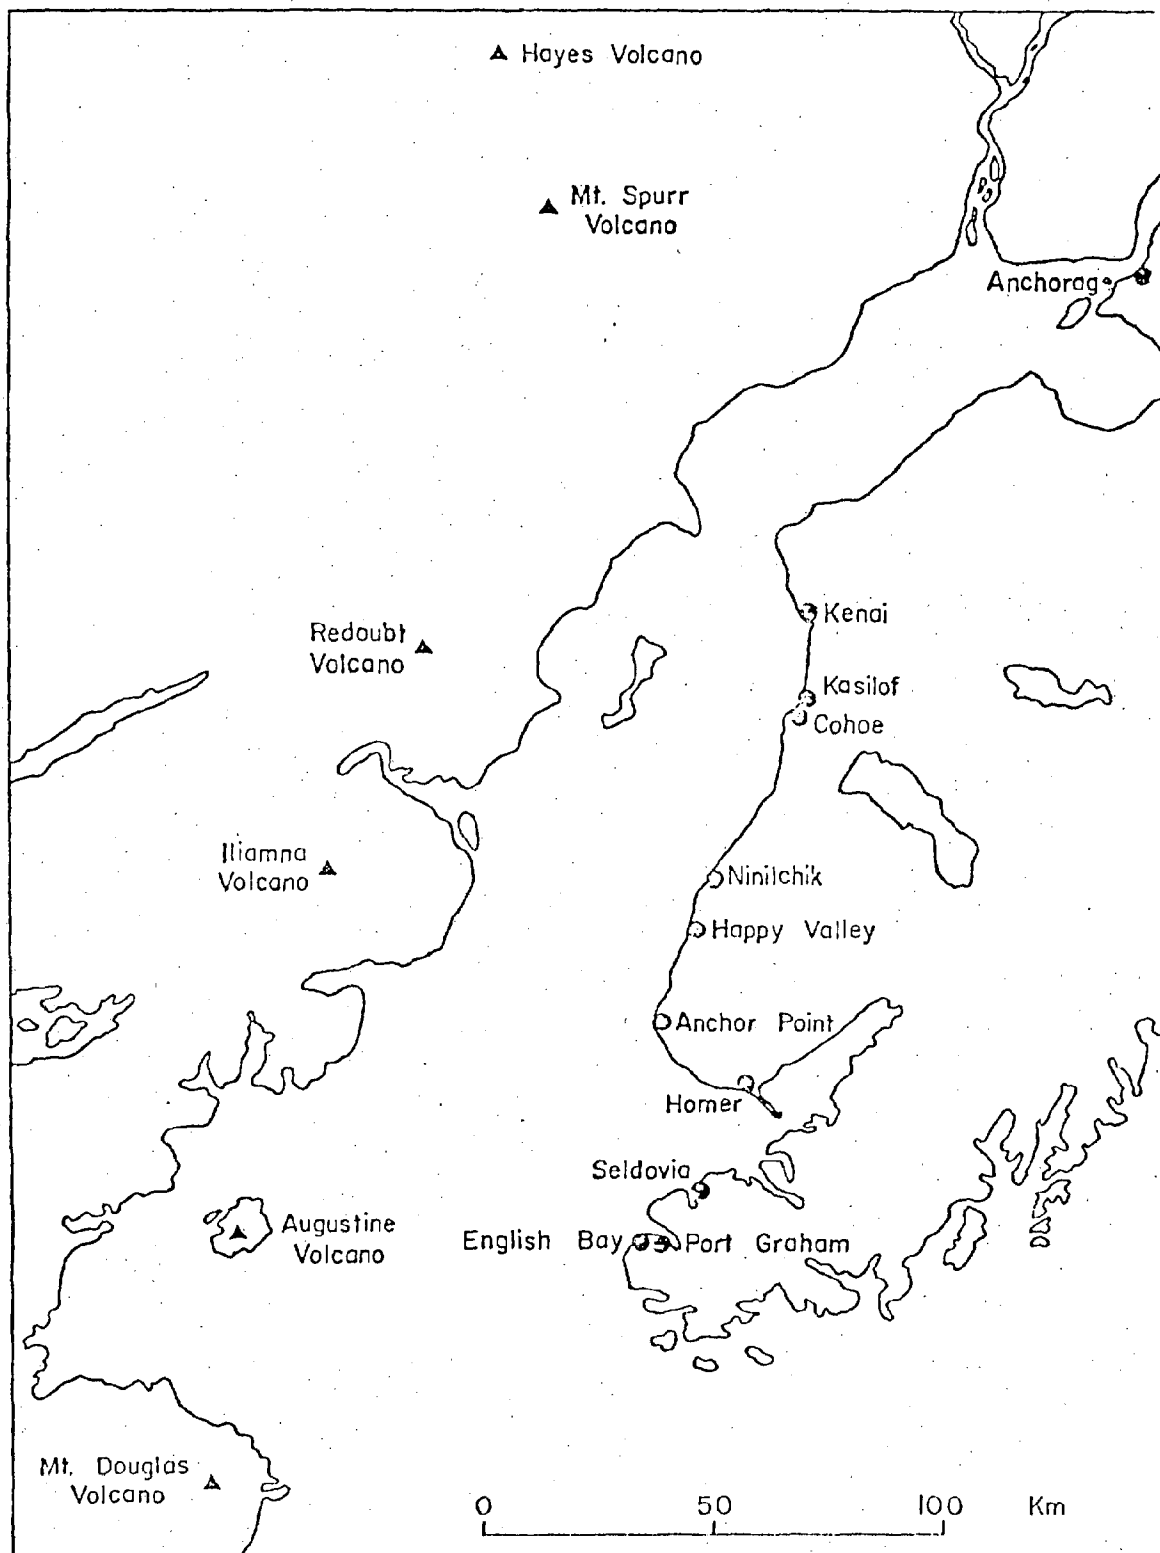 Hayes Volcano
Mt. Spurr
Volcano
Anchorage
Kenai
Redoubt
Volcano
Kasilof
Cohoe
Iliamna
Volcano
Ninilchik
Happy Valley
Anchor Point
Homer
Seldovia
Augustine
Volcano
English Bay
Port Graham
Mt. Douglas
Volcano
0 50 100 Km